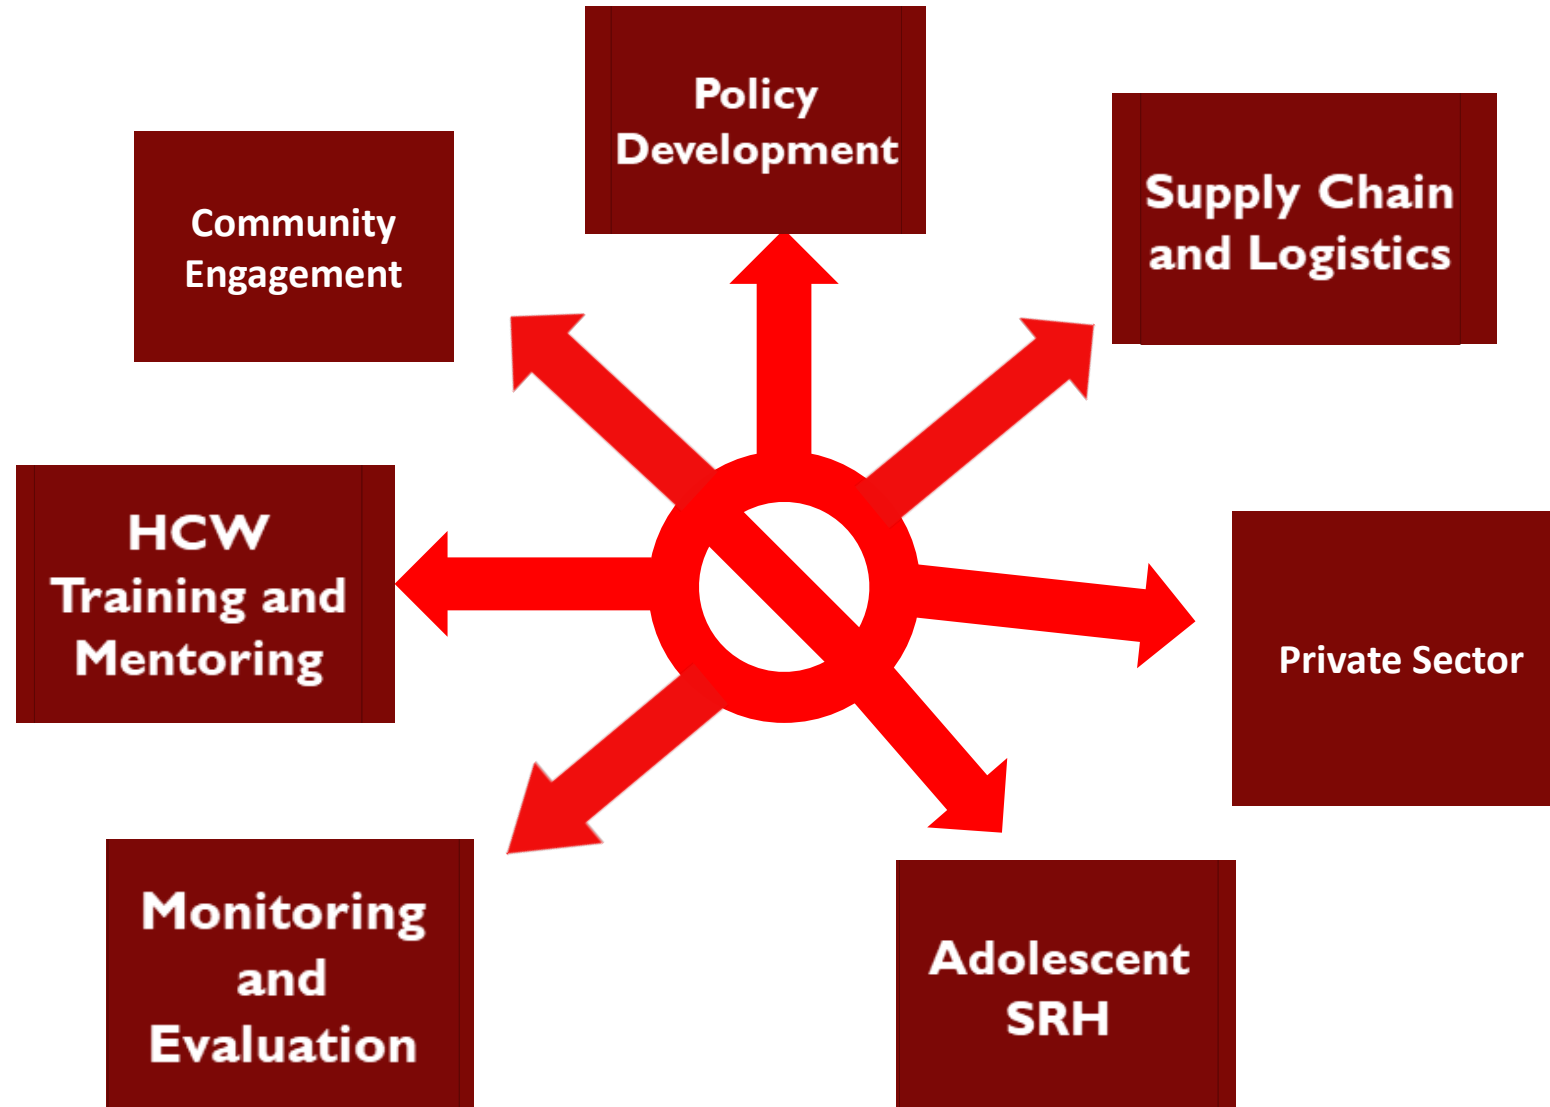 Policy
Development
Supply Chain
and Logistics
Community
Engagement
HCW
Training and
Mentoring
Private Sector
Monitoring
and
Evaluation
Adolescent
SRH